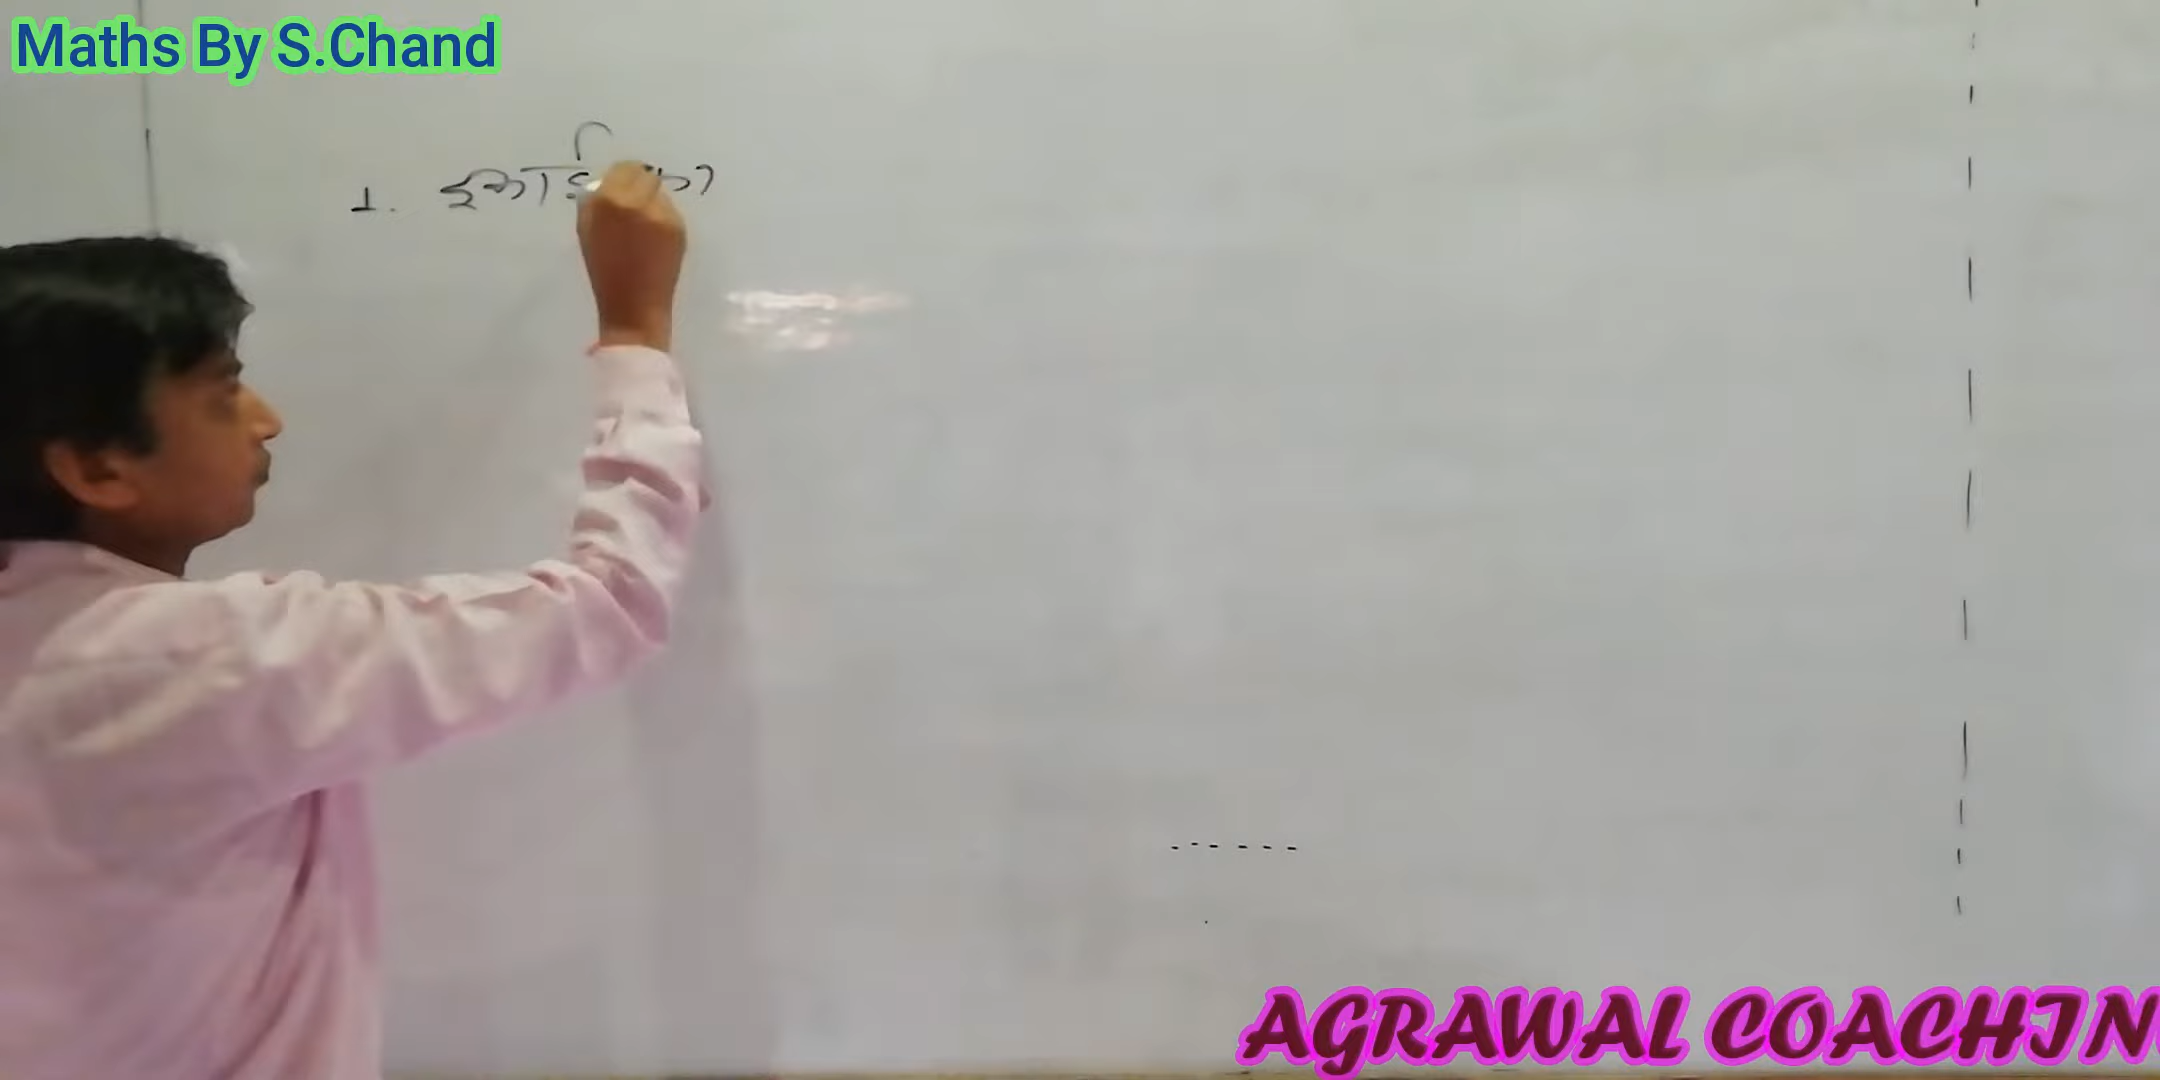 Maths By S.Chand
1. इकाई का
AGRAWAL COACHIN